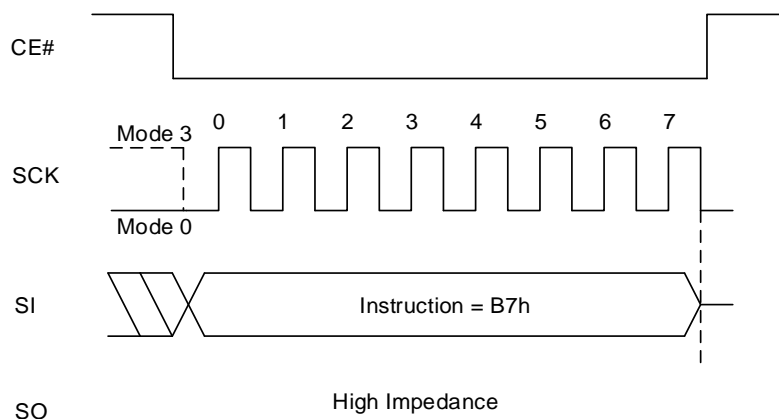 CE#
Mode 3
0 1 2 3 4 5 6 7
SCK
Mode 0
SI
Instruction = B7h
SO
High Impedance